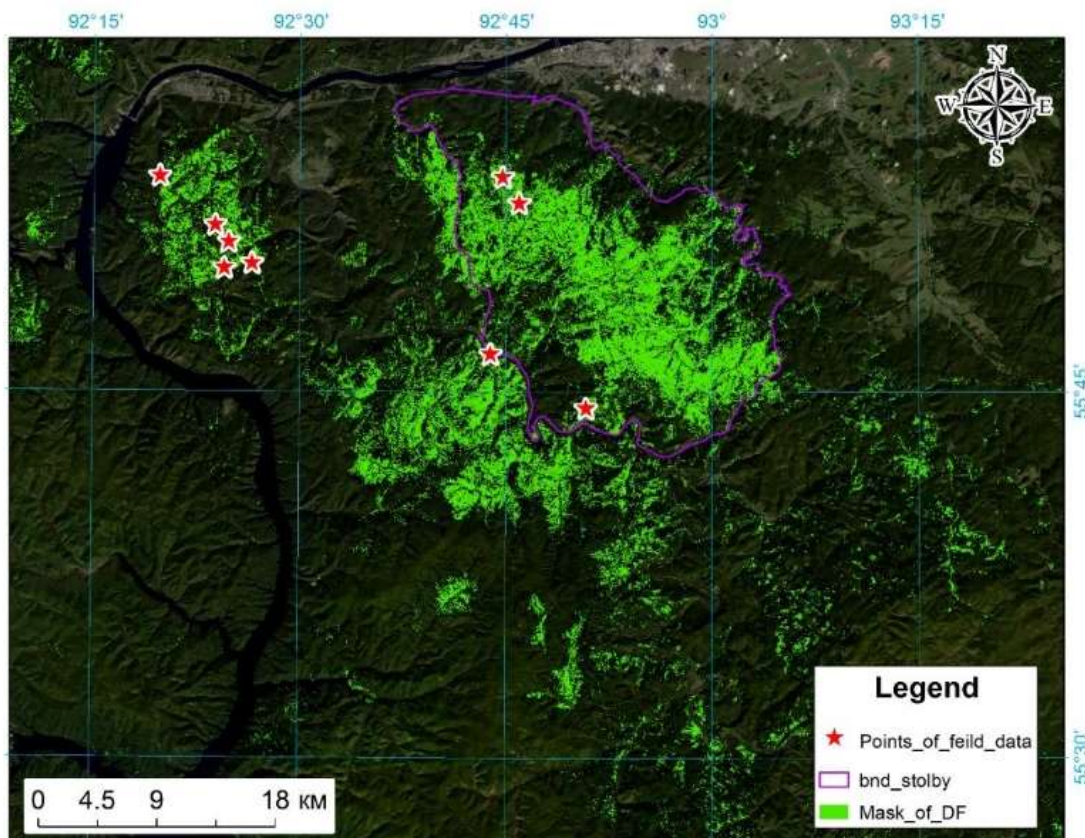 92°15' 92°30' 92°45' 93° 93°15'
N
W E
S
55°45'
55°30'
Legend
Points_of_feild_data
bnd_stolby
Mask_of_DF
0 4.5 9 18 км